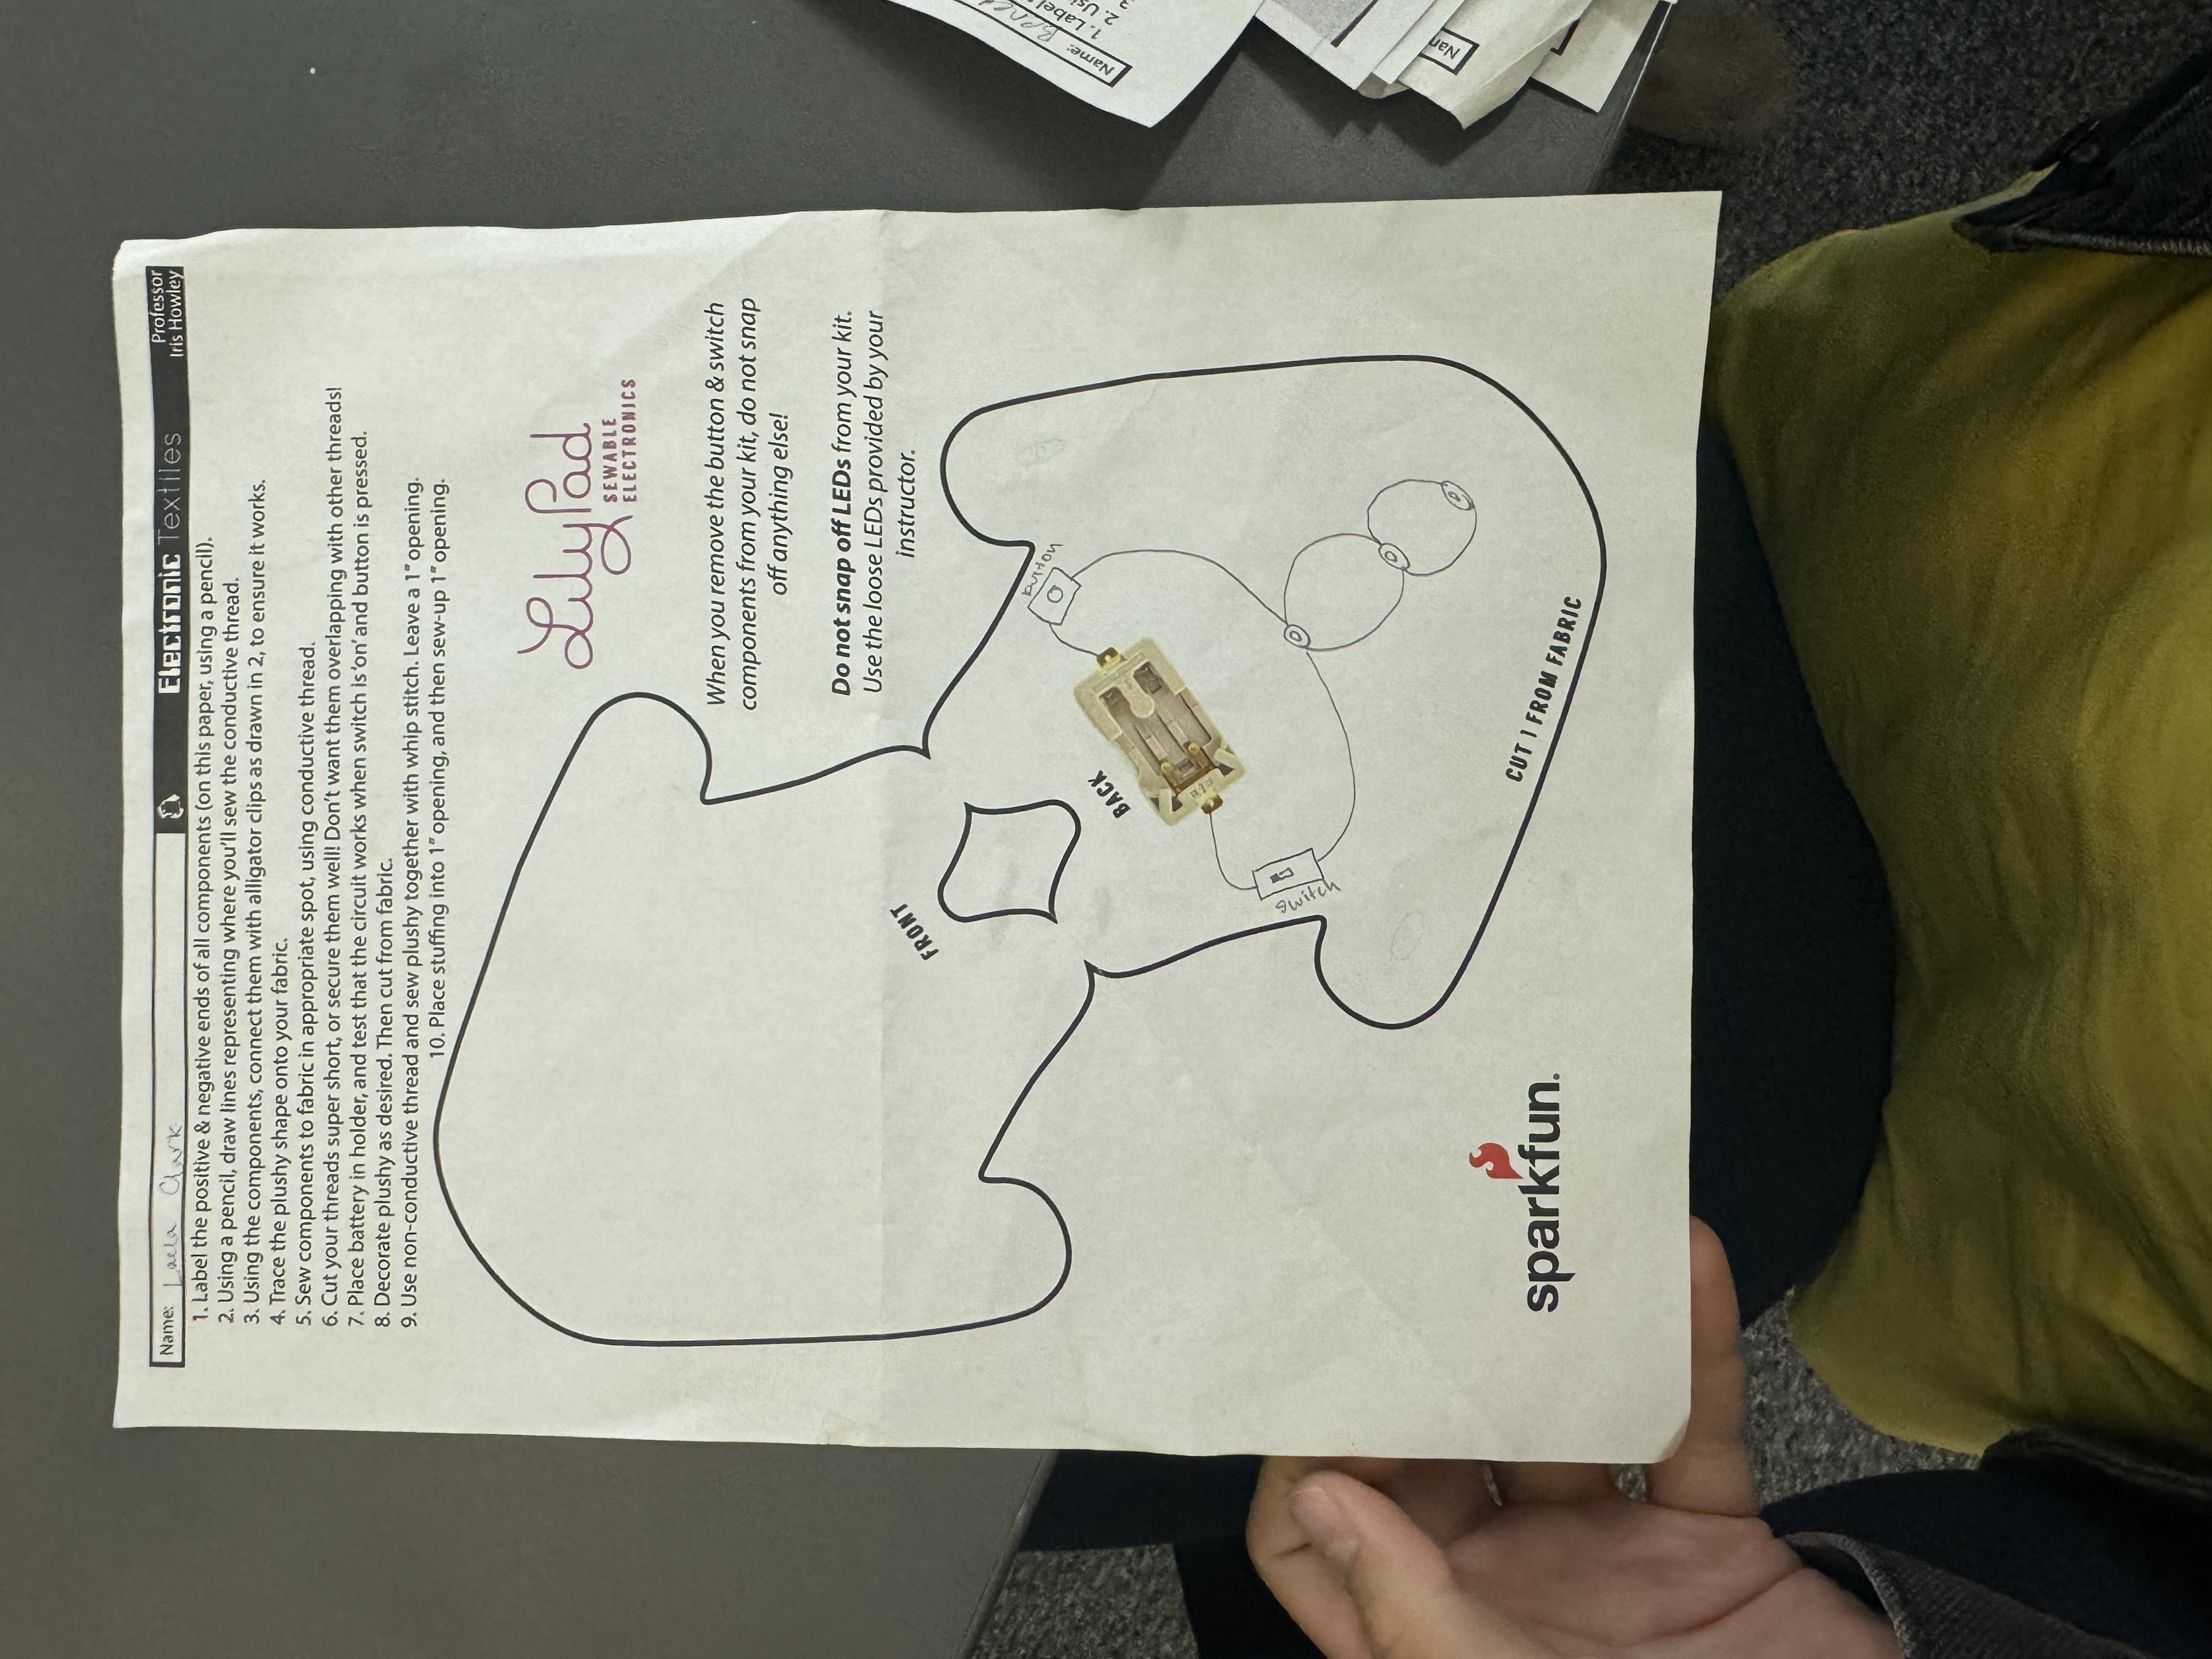 Name: Laela Clark
Electronic Textiles
Professor
Iris Howley
1. Label the positive & negative ends of all components (on this paper, using a pencil).
2. Using a pencil, draw lines representing where you'll sew the conductive thread.
3. Using the components, connect them with alligator clips as drawn in 2, to ensure it works.
4. Trace the plushy shape onto your fabric.
5. Sew components to fabric in appropriate spot, using conductive thread.
6. Cut your threads super short, or secure them well! Don't want them overlapping with other threads!
7. Place battery in holder, and test that the circuit works when switch is 'on' and button is pressed.
8. Decorate plushy as desired. Then cut from fabric.
9. Use non-conductive thread and sew plushy together with whip stitch. Leave a 1" opening.
10. Place stuffing into 1" opening, and then sew-up 1" opening.
LilyPad
SEWABLE
ELECTRONICS
When you remove the button & switch
components from your kit, do not snap
off anything else!
Do not snap off LEDs from your kit.
Use the loose LEDs provided by your
instructor.
FRONT
BACK
button
switch
CUT 1 FROM FABRIC
sparkfun.
Name:
1. Label
2. Usi
3.
Nar